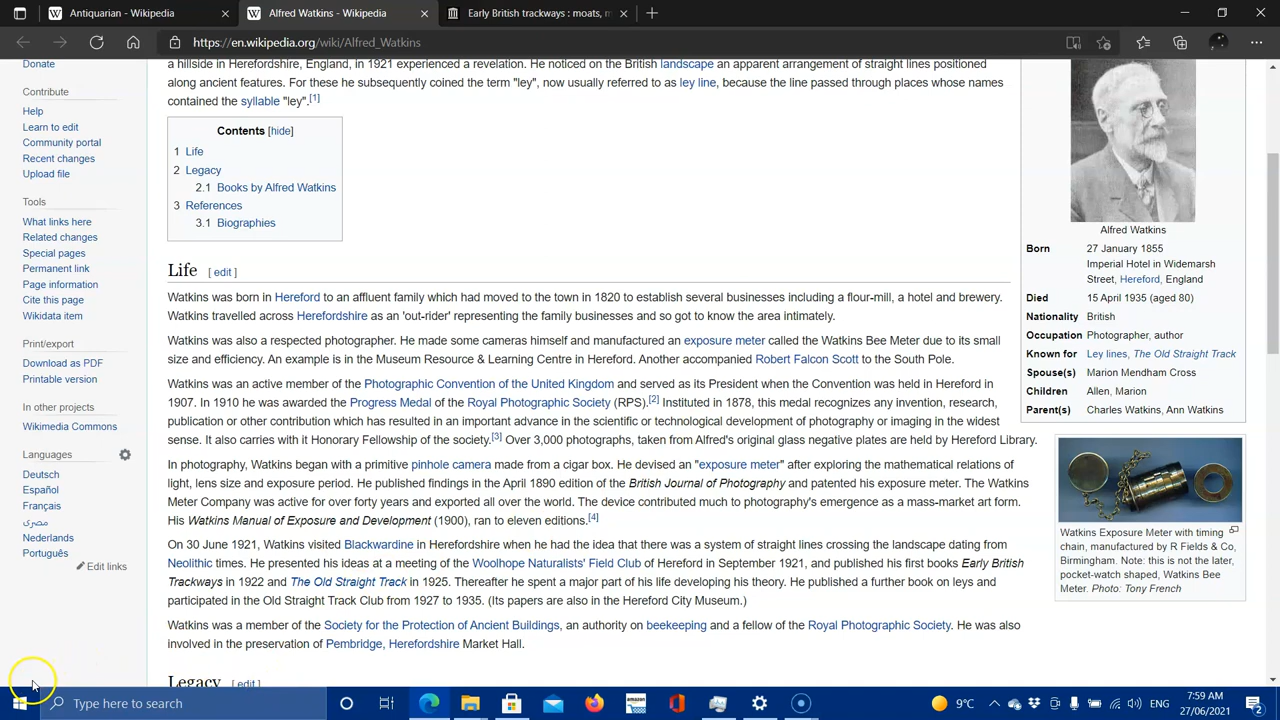 Antiquarian - Wikipedia
Alfred Watkins - Wikipedia
Early British trackways : moats, m
https://en.wikipedia.org/wiki/Alfred_Watkins
Donate
Contribute
Help
Learn to edit
Community portal
Recent changes
Upload file
Tools
What links here
Related changes
Special pages
Permanent link
Page information
Cite this page
Wikidata item
Print/export
Download as PDF
Printable version
In other projects
Wikimedia Commons
Languages
Deutsch
Español
Français
مصرى
Nederlands
Português
Edit links
a hillside in Herefordshire, England, in 1921 experienced a revelation. He noticed on the British landscape an apparent arrangement of straight lines positioned
along ancient features. For these he subsequently coined the term "ley", now usually referred to as ley line, because the line passed through places whose names
contained the syllable "ley".[1]
Contents [hide]
1 Life
2 Legacy
2.1 Books by Alfred Watkins
3 References
3.1 Biographies
Life [ edit ]
Watkins was born in Hereford to an affluent family which had moved to the town in 1820 to establish several businesses including a flour-mill, a hotel and brewery.
Watkins travelled across Herefordshire as an 'out-rider' representing the family businesses and so got to know the area intimately.
Watkins was also a respected photographer. He made some cameras himself and manufactured an exposure meter called the Watkins Bee Meter due to its small
size and efficiency. An example is in the Museum Resource & Learning Centre in Hereford. Another accompanied Robert Falcon Scott to the South Pole.
Watkins was an active member of the Photographic Convention of the United Kingdom and served as its President when the Convention was held in Hereford in
1907. In 1910 he was awarded the Progress Medal of the Royal Photographic Society (RPS).[2] Instituted in 1878, this medal recognizes any invention, research,
publication or other contribution which has resulted in an important advance in the scientific or technological development of photography or imaging in the widest
sense. It also carries with it Honorary Fellowship of the society.[3] Over 3,000 photographs, taken from Alfred's original glass negative plates are held by Hereford Library.
In photography, Watkins began with a primitive pinhole camera made from a cigar box. He devised an "exposure meter" after exploring the mathematical relations of
light, lens size and exposure period. He published findings in the April 1890 edition of the British Journal of Photography and patented his exposure meter. The Watkins
Meter Company was active for over forty years and exported all over the world. The device contributed much to photography's emergence as a mass-market art form.
His Watkins Manual of Exposure and Development (1900), ran to eleven editions.[4]
On 30 June 1921, Watkins visited Blackwardine in Herefordshire when he had the idea that there was a system of straight lines crossing the landscape dating from
Neolithic times. He presented his ideas at a meeting of the Woolhope Naturalists' Field Club of Hereford in September 1921, and published his first books Early British
Trackways in 1922 and The Old Straight Track in 1925. Thereafter he spent a major part of his life developing his theory. He published a further book on leys and
participated in the Old Straight Track Club from 1927 to 1935. (Its papers are also in the Hereford City Museum.)
Watkins was a member of the Society for the Protection of Ancient Buildings, an authority on beekeeping and a fellow of the Royal Photographic Society. He was also
involved in the preservation of Pembridge, Herefordshire Market Hall.
Legacy [ edit ]
Alfred Watkins
Born 27 January 1855
Imperial Hotel in Widemarsh
Street, Hereford, England
Died 15 April 1935 (aged 80)
Nationality British
Occupation Photographer, author
Known for Ley lines, The Old Straight Track
Spouse(s) Marion Mendham Cross
Children Allen, Marion
Parent(s) Charles Watkins, Ann Watkins
Watkins Exposure Meter with timing
chain, manufactured by R Fields & Co,
Birmingham. Note: this is not the later,
pocket-watch shaped, Watkins Bee
Meter. Photo: Tony French
Type here to search
amazon
9°C
ENG
7:59 AM
27/06/2021